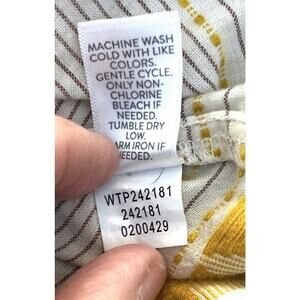 MACHINE WASH
COLD WITH LIKE
COLORS.
GENTLE CYCLE.
ONLY NON-
CHLORINE
BLEACH IF
NEEDED.
TUMBLE DRY
LOW.
ARM IRON IF
NEEDED.
WTP242181
242181
0200429